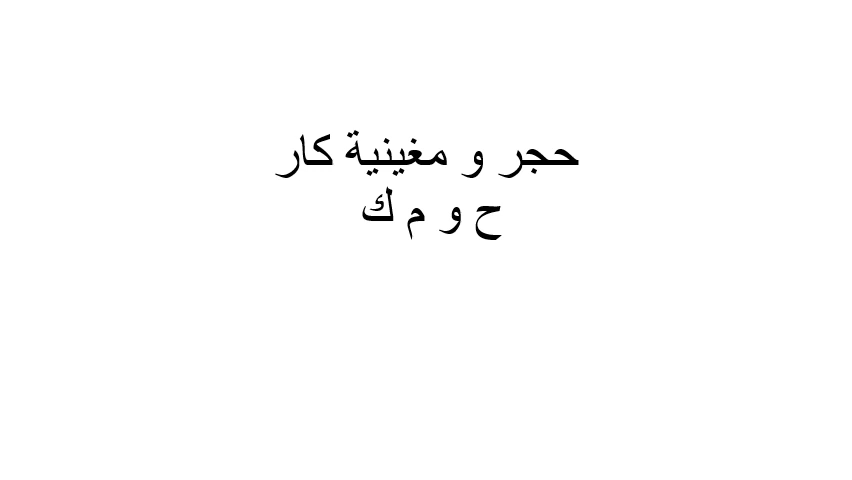 حجر و مغينية كار
ح و م ك